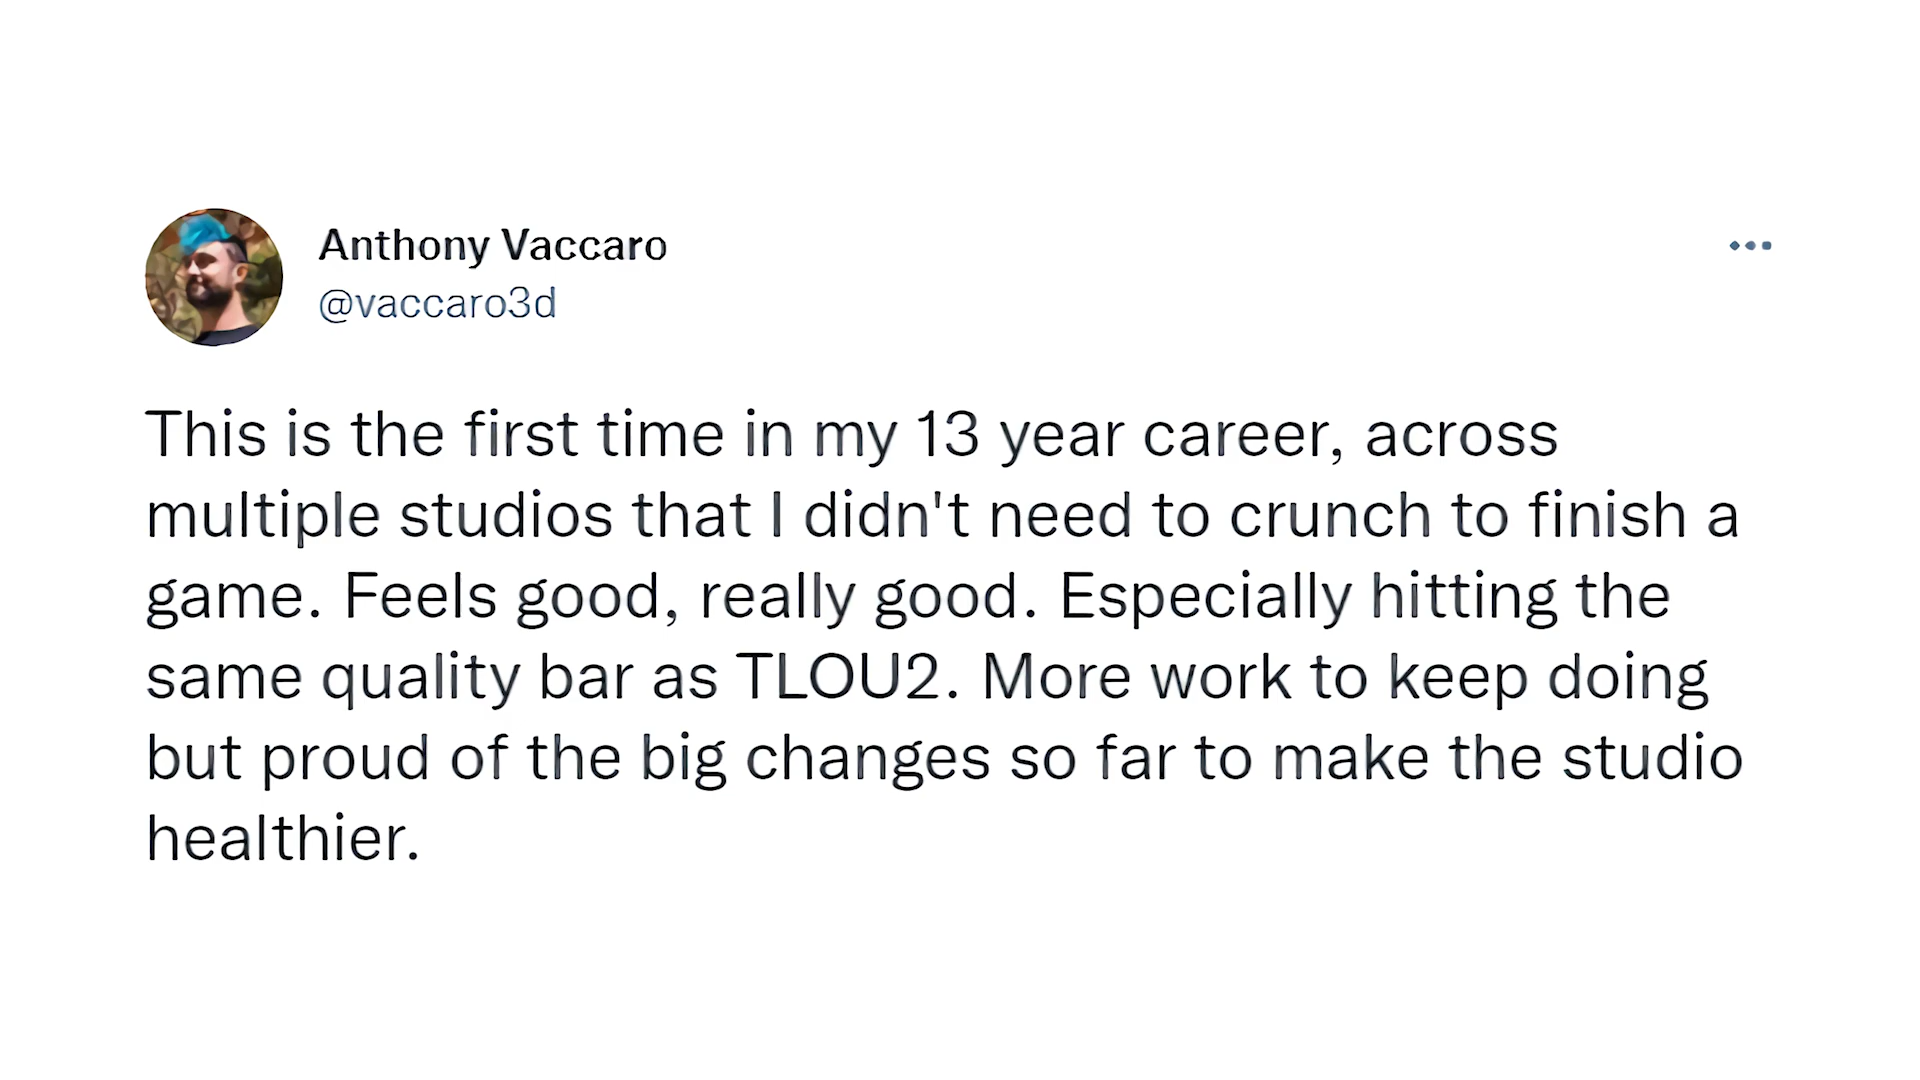 Anthony Vaccaro
@vaccaro3d
This is the first time in my 13 year career, across
multiple studios that I didn't need to crunch to finish a
game. Feels good, really good. Especially hitting the
same quality bar as TLOU2. More work to keep doing
but proud of the big changes so far to make the studio
healthier.